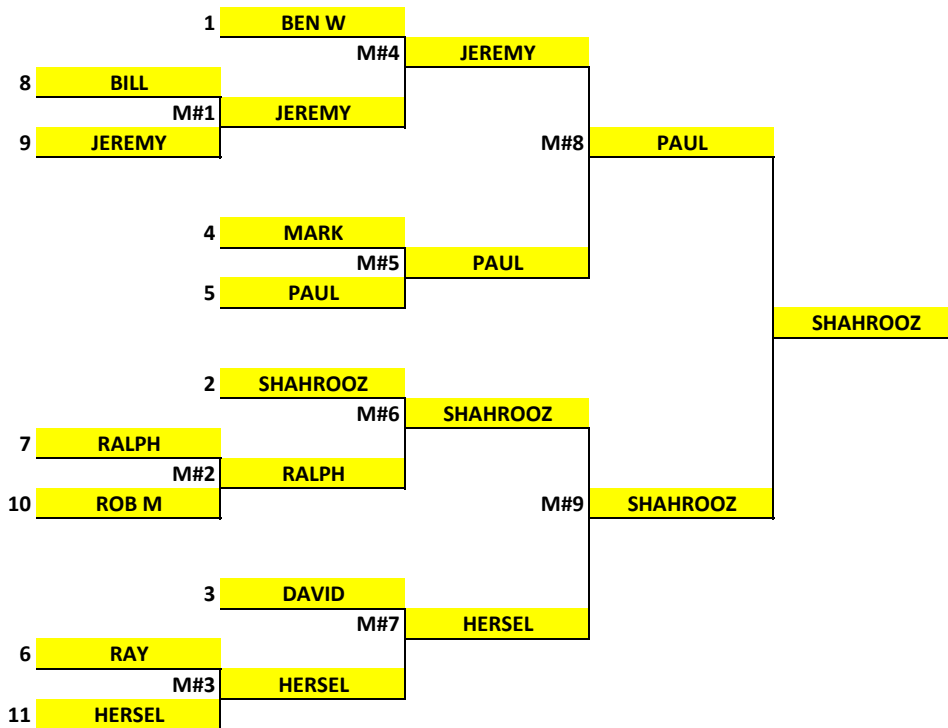 1 BEN W
M#4 JEREMY
8 BILL
M#1 JEREMY
9 JEREMY
M#8 PAUL
4 MARK
M#5 PAUL
5 PAUL
SHAHROOZ
2 SHAHROOZ
M#6 SHAHROOZ
7 RALPH
M#2 RALPH
10 ROB M
M#9 SHAHROOZ
3 DAVID
M#7 HERSEL
6 RAY
M#3 HERSEL
11 HERSEL